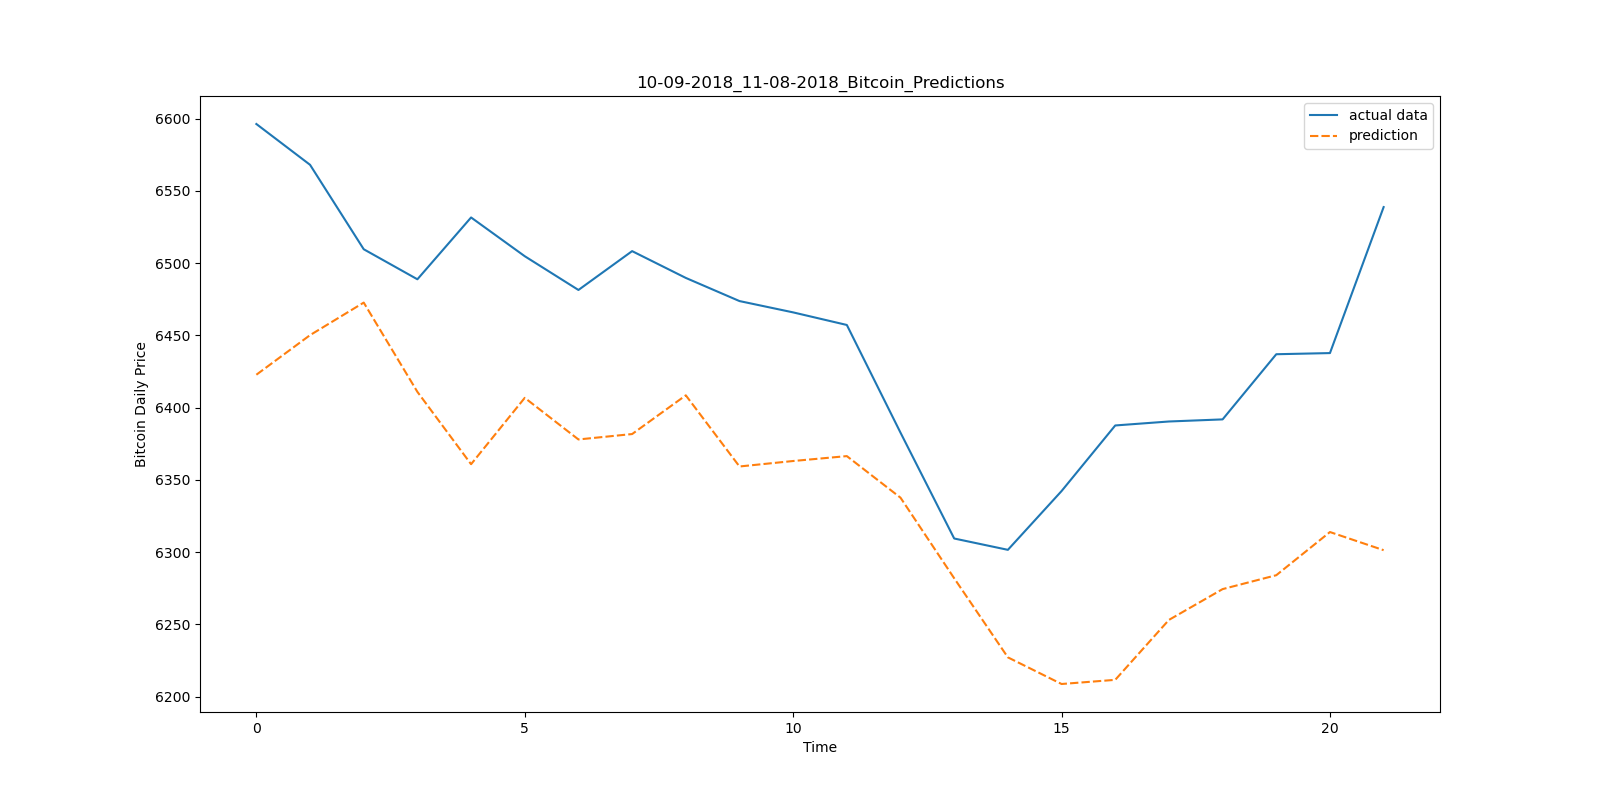 10-09-2018_11-08-2018_Bitcoin_Predictions
actual data
prediction
6600
6550
6500
6450
6400
6350
6300
6250
6200
Bitcoin Daily Price
0 5 10 15 20
Time